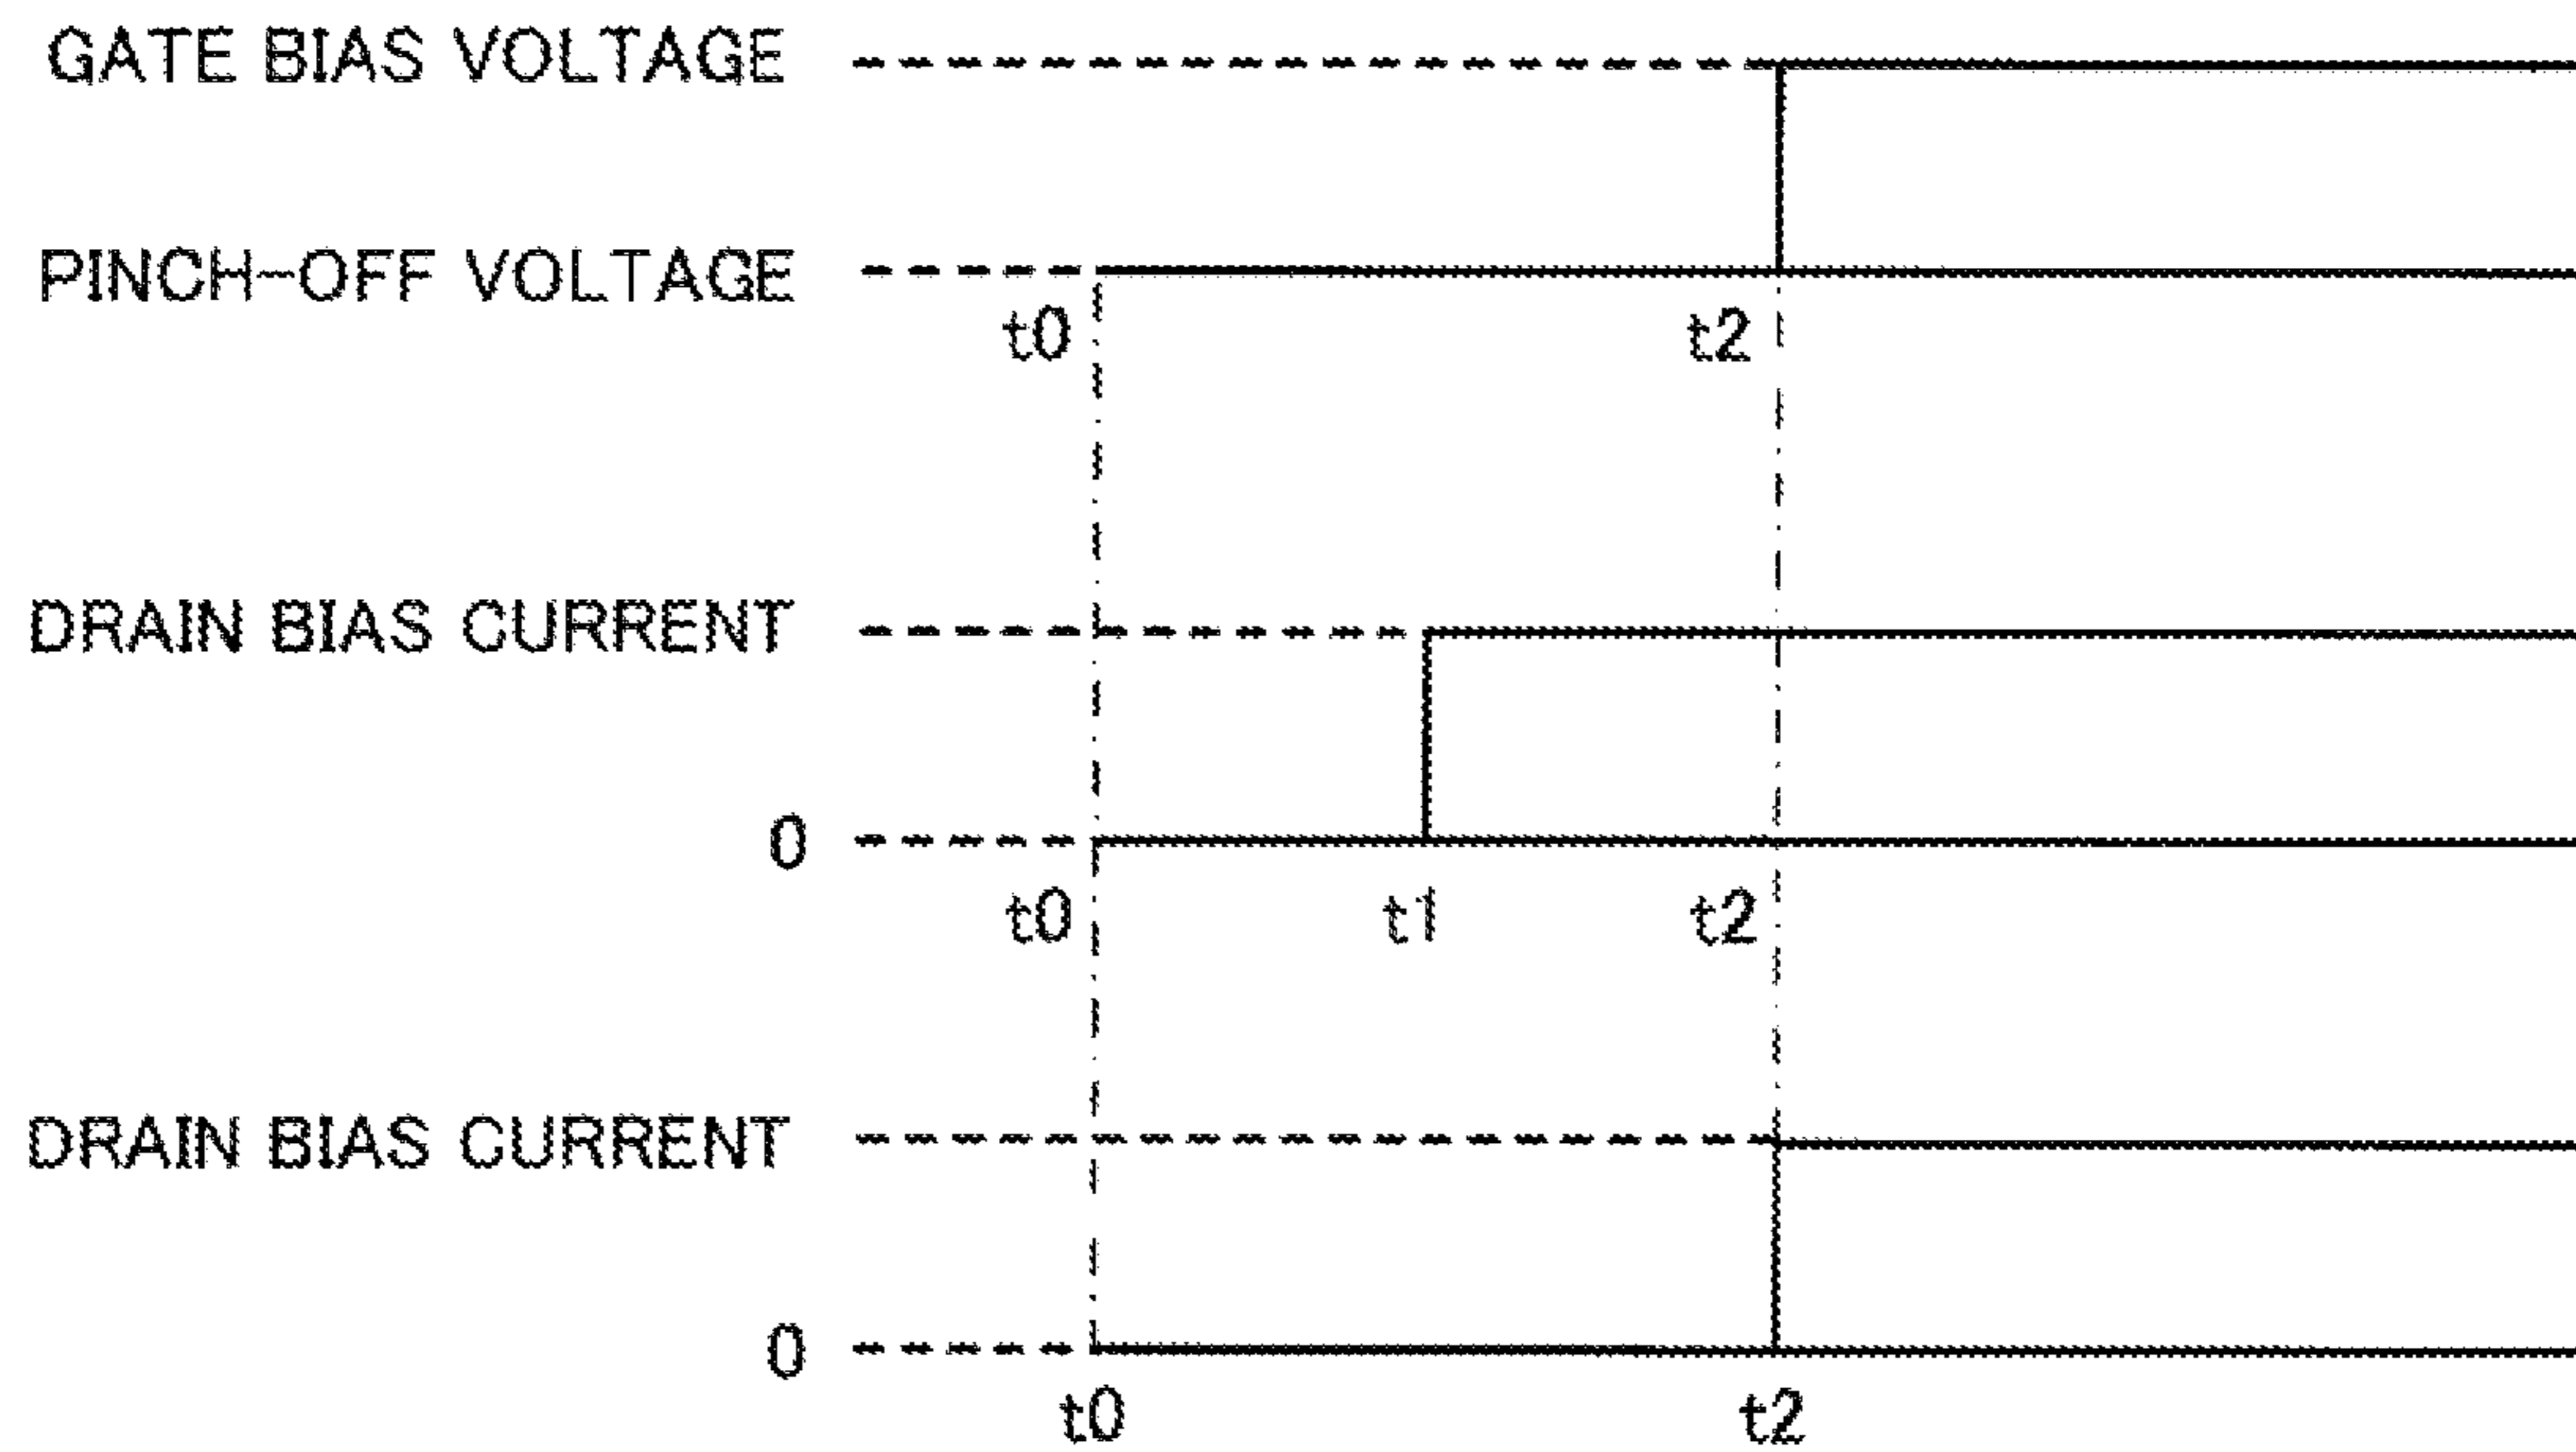 GATE BIAS VOLTAGE
PINCH-OFF VOLTAGE
t0 t2
DRAIN BIAS CURRENT
0
t0 t1 t2
DRAIN BIAS CURRENT
0
t0 t2